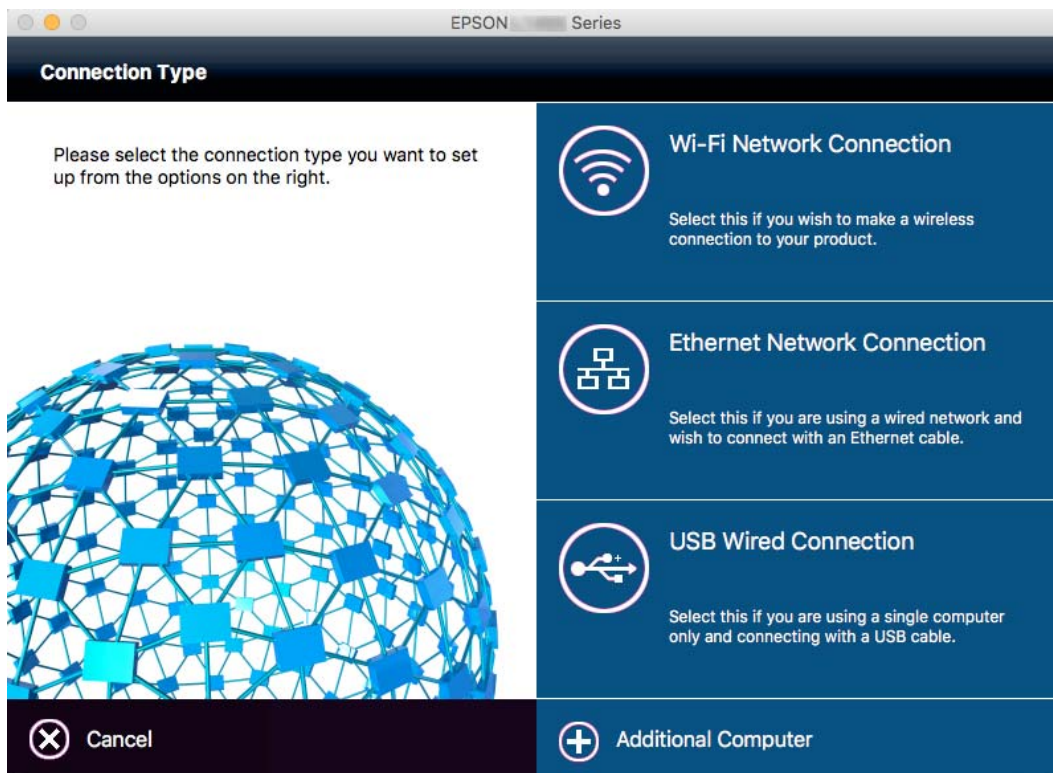 EPSON Series
Connection Type
Please select the connection type you want to set
up from the options on the right.
Wi-Fi Network Connection
Select this if you wish to make a wireless
connection to your product.
Ethernet Network Connection
Select this if you are using a wired network and
wish to connect with an Ethernet cable.
USB Wired Connection
Select this if you are using a single computer
only and connecting with a USB cable.
Cancel
Additional Computer